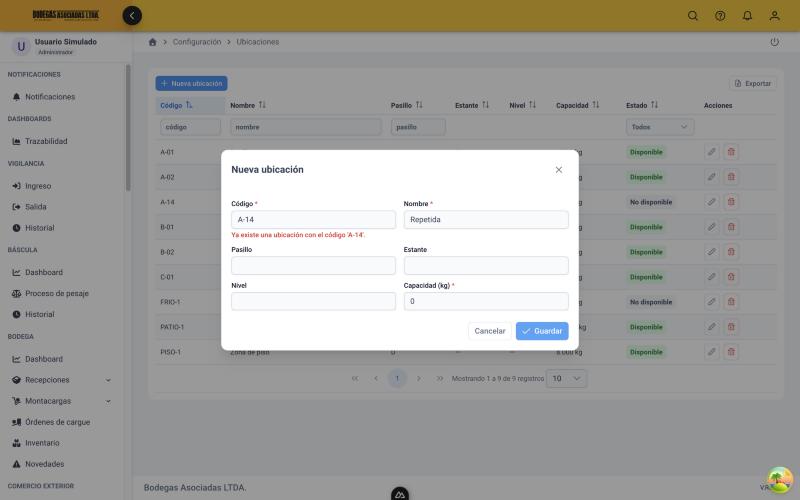 BODEGAS ASOCIADAS LTDA.
U
Usuario Simulado
Administrador
Configuración
Ubicaciones
NOTIFICACIONES
Notificaciones
DASHBOARDS
Trazabilidad
VIGILANCIA
Ingreso
Salida
Historial
BÁSCULA
Dashboard
Proceso de pesaje
Historial
BODEGA
Dashboard
Recepciones
Montacargas
Órdenes de cargue
Inventario
Novedades
COMERCIO EXTERIOR
+ Nueva ubicación
Exportar
Código Nombre Pasillo Estante Nivel Capacidad Estado Acciones
código nombre pasillo Todos
A-01 Disponible
A-02 Disponible
A-14 No disponible
B-01 Disponible
B-02 Disponible
C-01 Disponible
FRIO-1 No disponible
PATIO-1 kg Disponible
PISO-1 Zona de piso 0 8.000 kg Disponible
Nueva ubicación
Código * Nombre *
A-14 Repetida
Ya existe una ubicación con el código 'A-14'.
Pasillo Estante
Nivel Capacidad (kg) *
0
Cancelar Guardar
1 Mostrando 1 a 9 de 9 registros 10
Bodegas Asociadas LTDA.